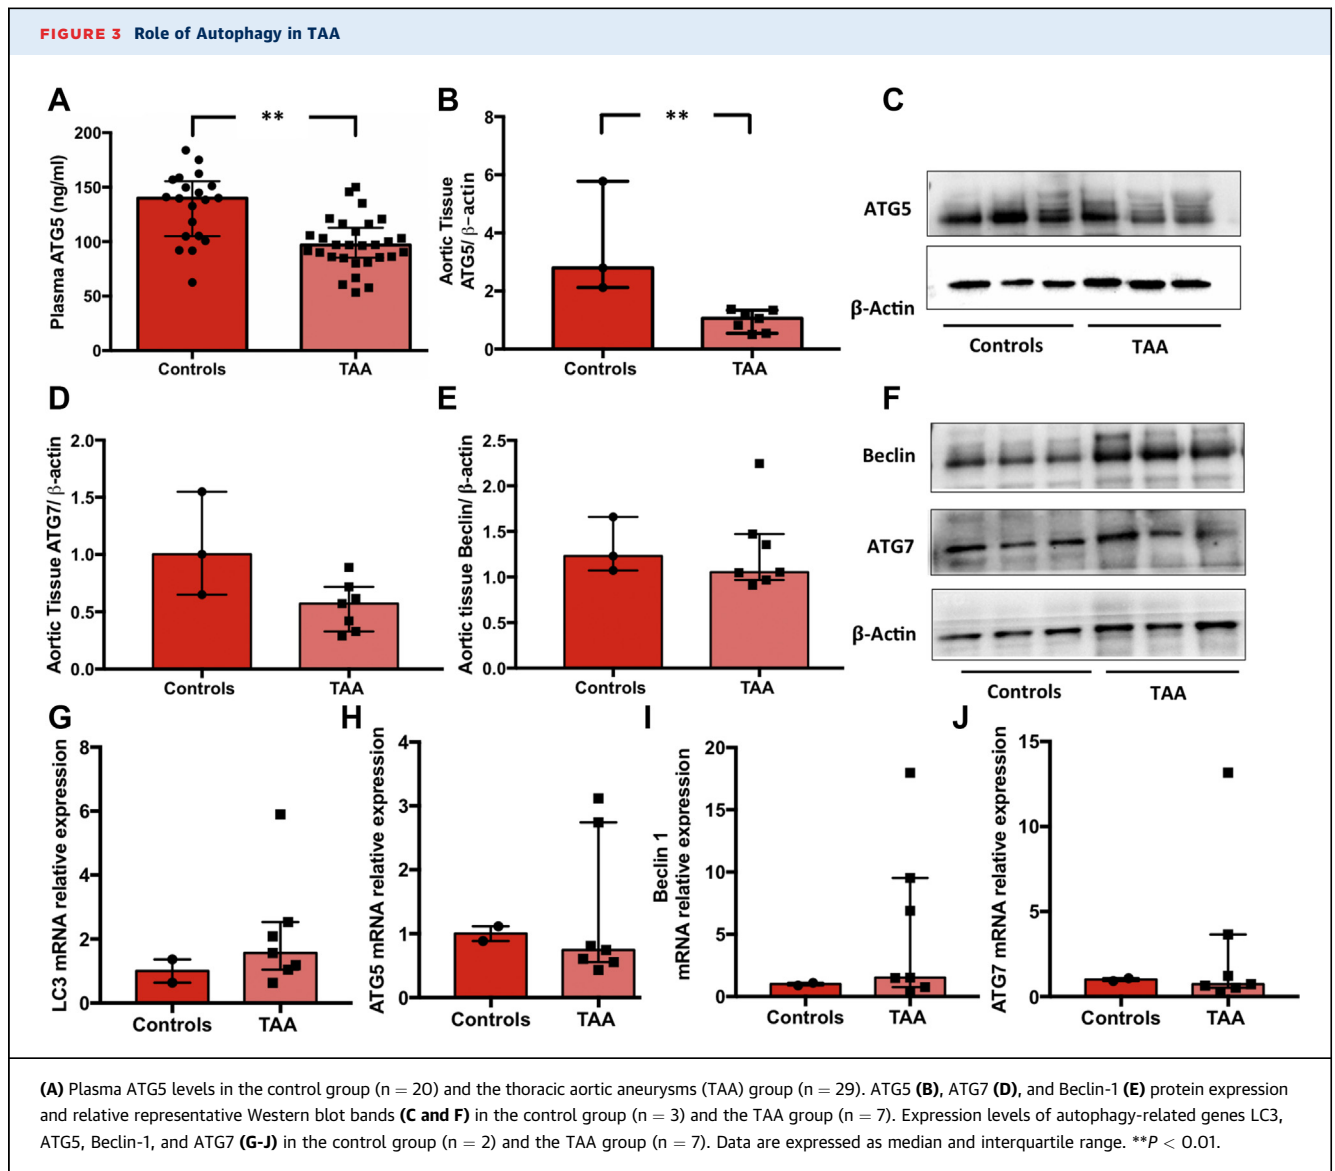 FIGURE 3 Role of Autophagy in TAA
A
**
Plasma ATG5 (ng/ml)
200
150
100
50
0
Controls
TAA
B
**
Aortic Tissue
ATG5/ β−actin
8
6
4
2
0
Controls
TAA
C
ATG5
β-Actin
Controls
TAA
D
Aortic Tissue ATG7/ β-actin
2.0
1.5
1.0
0.5
0.0
Controls
TAA
E
Aortic tissue Beclin/ β-actin
2.5
2.0
1.5
1.0
0.5
0.0
Controls
TAA
F
Beclin
ATG7
β-Actin
Controls
TAA
G
LC3 mRNA relative expression
8
6
4
2
0
Controls
TAA
H
ATG5 mRNA relative expression
4
3
2
1
0
Controls
TAA
I
Beclin 1
mRNA relative expression
20
15
10
5
0
Controls
TAA
J
ATG7 mRNA relative expression
15
10
5
0
Controls
TAA
(A) Plasma ATG5 levels in the control group (n = 20) and the thoracic aortic aneurysms (TAA) group (n = 29). ATG5 (B), ATG7 (D), and Beclin-1 (E) protein expression
and relative representative Western blot bands (C and F) in the control group (n = 3) and the TAA group (n = 7). Expression levels of autophagy-related genes LC3,
ATG5, Beclin-1, and ATG7 (G-J) in the control group (n = 2) and the TAA group (n = 7). Data are expressed as median and interquartile range. **P < 0.01.